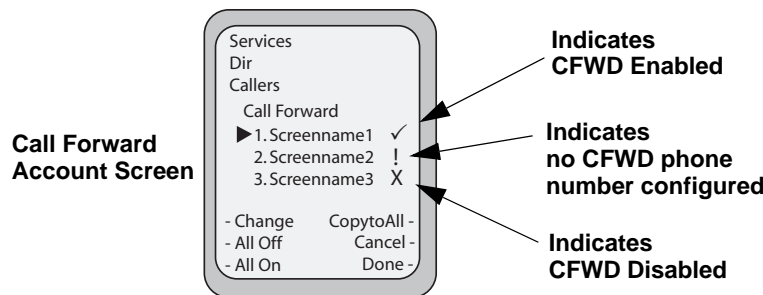 Call Forward
Account Screen
Services
Dir
Callers
Call Forward
▶1. Screenname1 ✓
2. Screenname2 !
3. Screenname3 X
- Change CopytoAll -
- All Off Cancel -
- All On Done -
Indicates
CFWD Enabled
Indicates
no CFWD phone
number configured
Indicates
CFWD Disabled